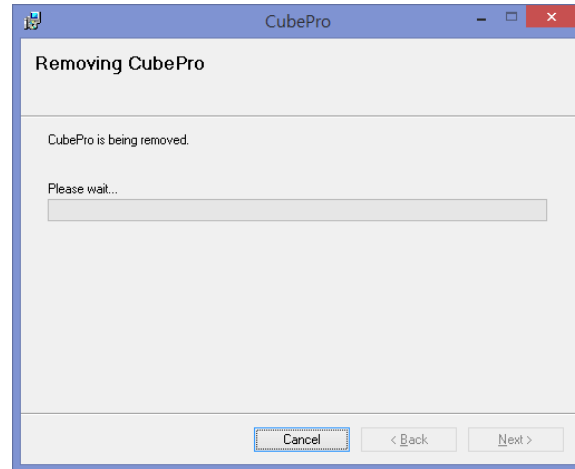 CubePro
Removing CubePro
CubePro is being removed.
Please wait...
Cancel
< Back
Next >